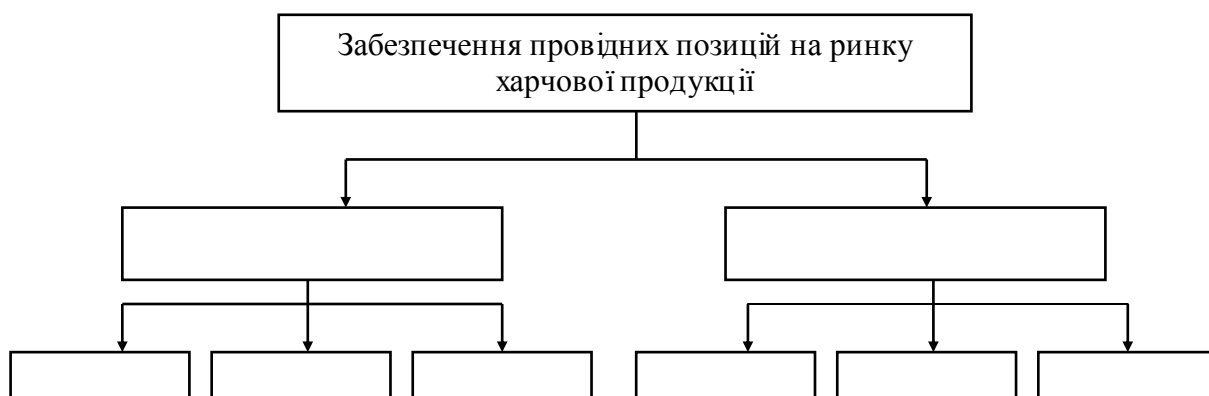 Забезпечення провідних позицій на ринку
харчової продукції